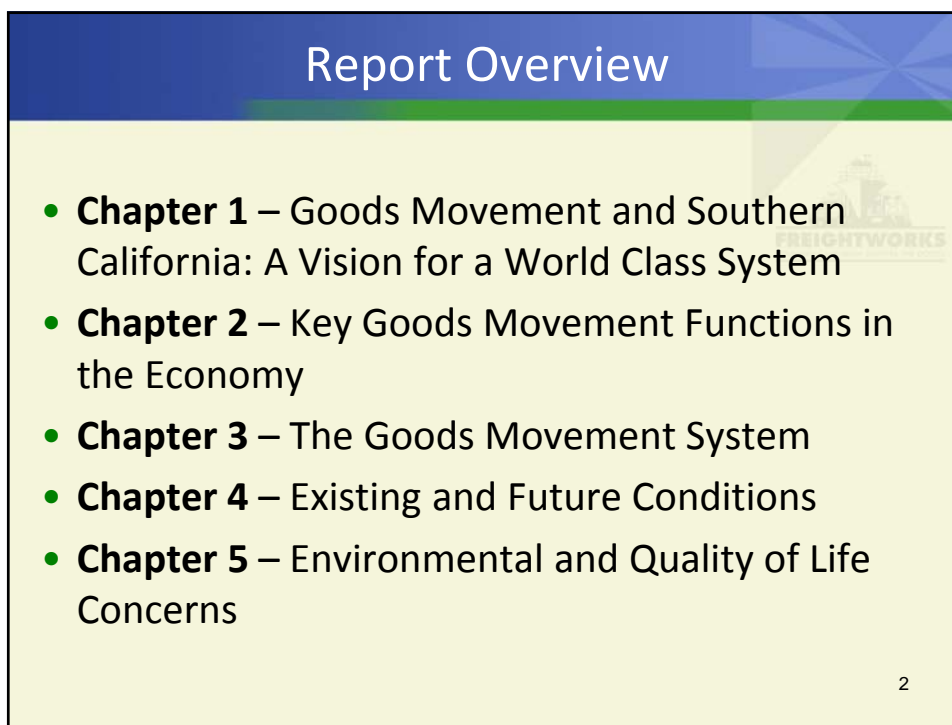 Report Overview
• Chapter 1 – Goods Movement and Southern
California: A Vision for a World Class System
FREIGHTWORKS
• Chapter 2 – Key Goods Movement Functions in
the Economy
• Chapter 3 – The Goods Movement System
• Chapter 4 – Existing and Future Conditions
• Chapter 5 – Environmental and Quality of Life
Concerns
2